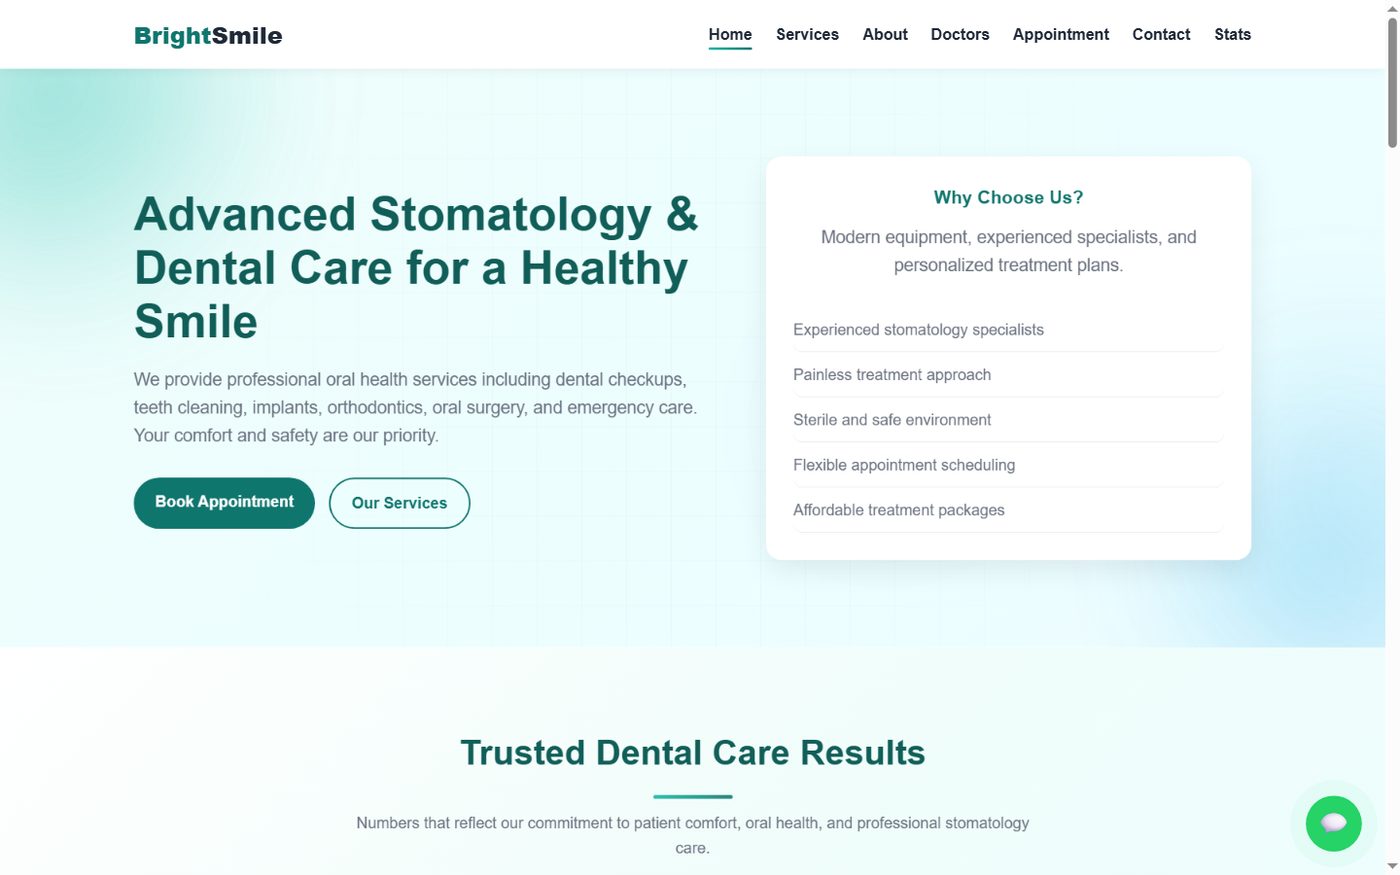 BrightSmile
Home Services About Doctors Appointment Contact Stats
Advanced Stomatology &
Dental Care for a Healthy
Smile
We provide professional oral health services including dental checkups,
teeth cleaning, implants, orthodontics, oral surgery, and emergency care.
Your comfort and safety are our priority.
Book Appointment Our Services
Why Choose Us?
Modern equipment, experienced specialists, and
personalized treatment plans.
Experienced stomatology specialists
Painless treatment approach
Sterile and safe environment
Flexible appointment scheduling
Affordable treatment packages
Trusted Dental Care Results
Numbers that reflect our commitment to patient comfort, oral health, and professional stomatology
care.